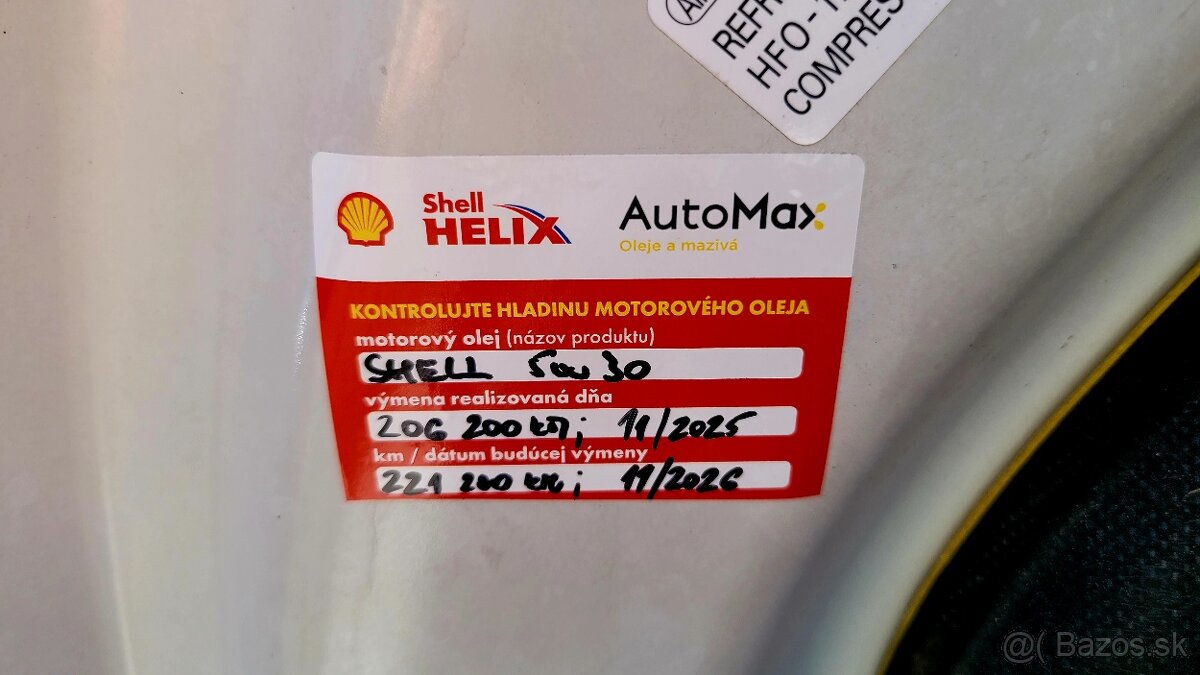 REFR
HFO - 1
COMPRES
Shell
HELIX
AutoMax
Oleje a mazivá
KONTROLUJTE HLADINU MOTOROVÉHO OLEJA
motorový olej (názov produktu)
SHELL 5w30
výmena realizovaná dňa
206 200 km; 11/2025
km / dátum budúcej výmeny
221 200 km; 11/2026
@( Bazos.sk